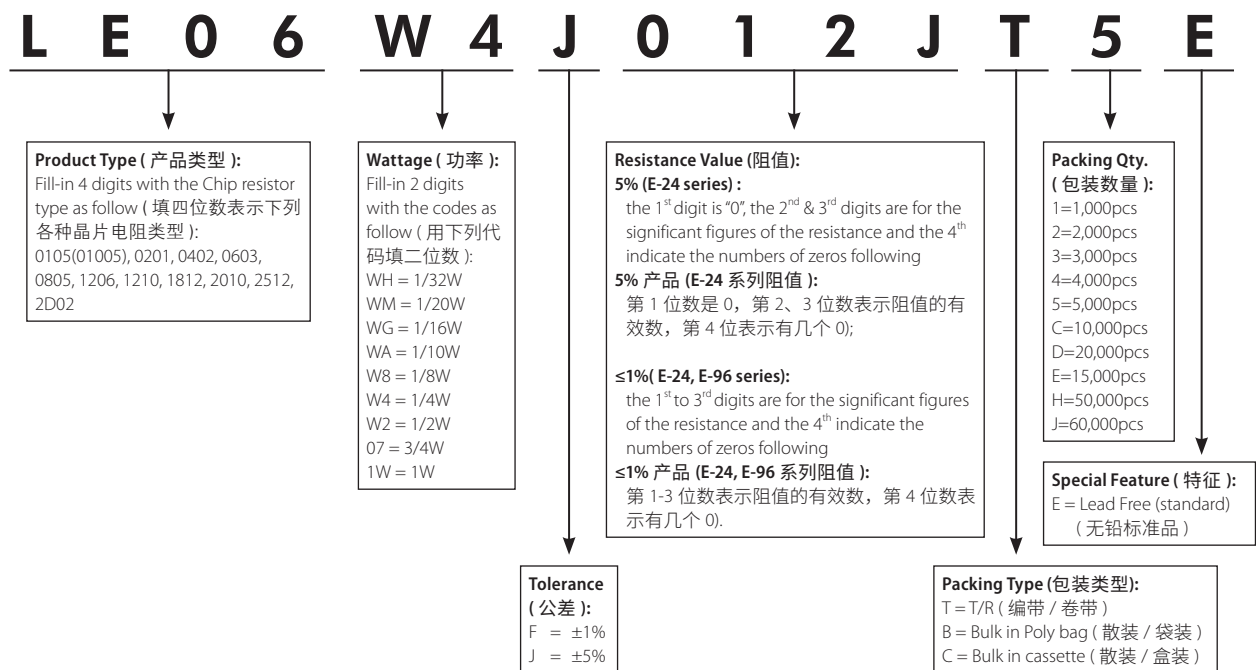 LE06 W4 J 012J T 5 E
Product Type ( 产品类型 ):
Fill-in 4 digits with the Chip resistor
type as follow ( 填四位数表示下列
各种晶片电阻类型 ):
0105(01005), 0201, 0402, 0603,
0805, 1206, 1210, 1812, 2010, 2512,
2D02
Wattage ( 功率 ):
Fill-in 2 digits
with the codes as
follow ( 用下列代
码填二位数 ):
WH = 1/32W
WM = 1/20W
WG = 1/16W
WA = 1/10W
W8 = 1/8W
W4 = 1/4W
W2 = 1/2W
07 = 3/4W
1W = 1W
Tolerance
( 公差 ):
F = ±1%
J = ±5%
Resistance Value (阻值):
5% (E-24 series) :
the 1st digit is “0”, the 2nd & 3rd digits are for the
significant figures of the resistance and the 4th
indicate the numbers of zeros following
5% 产品 (E-24 系列阻值 ):
第 1 位数是 0，第 2、3 位数表示阻值的有
效数，第 4 位表示有几个 0);
≤1%( E-24, E-96 series):
the 1st to 3rd digits are for the significant figures
of the resistance and the 4th indicate the
numbers of zeros following
≤1% 产品 (E-24, E-96 系列阻值 ):
第 1-3 位数表示阻值的有效数，第 4 位数表
示有几个 0).
Packing Type (包装类型):
T = T/R ( 编带 / 卷带 )
B = Bulk in Poly bag ( 散装 / 袋装 )
C = Bulk in cassette ( 散装 / 盒装 )
Packing Qty.
( 包装数量 ):
1=1,000pcs
2=2,000pcs
3=3,000pcs
4=4,000pcs
5=5,000pcs
C=10,000pcs
D=20,000pcs
E=15,000pcs
H=50,000pcs
J=60,000pcs
Special Feature ( 特征 ):
E = Lead Free (standard)
( 无铅标准品 )